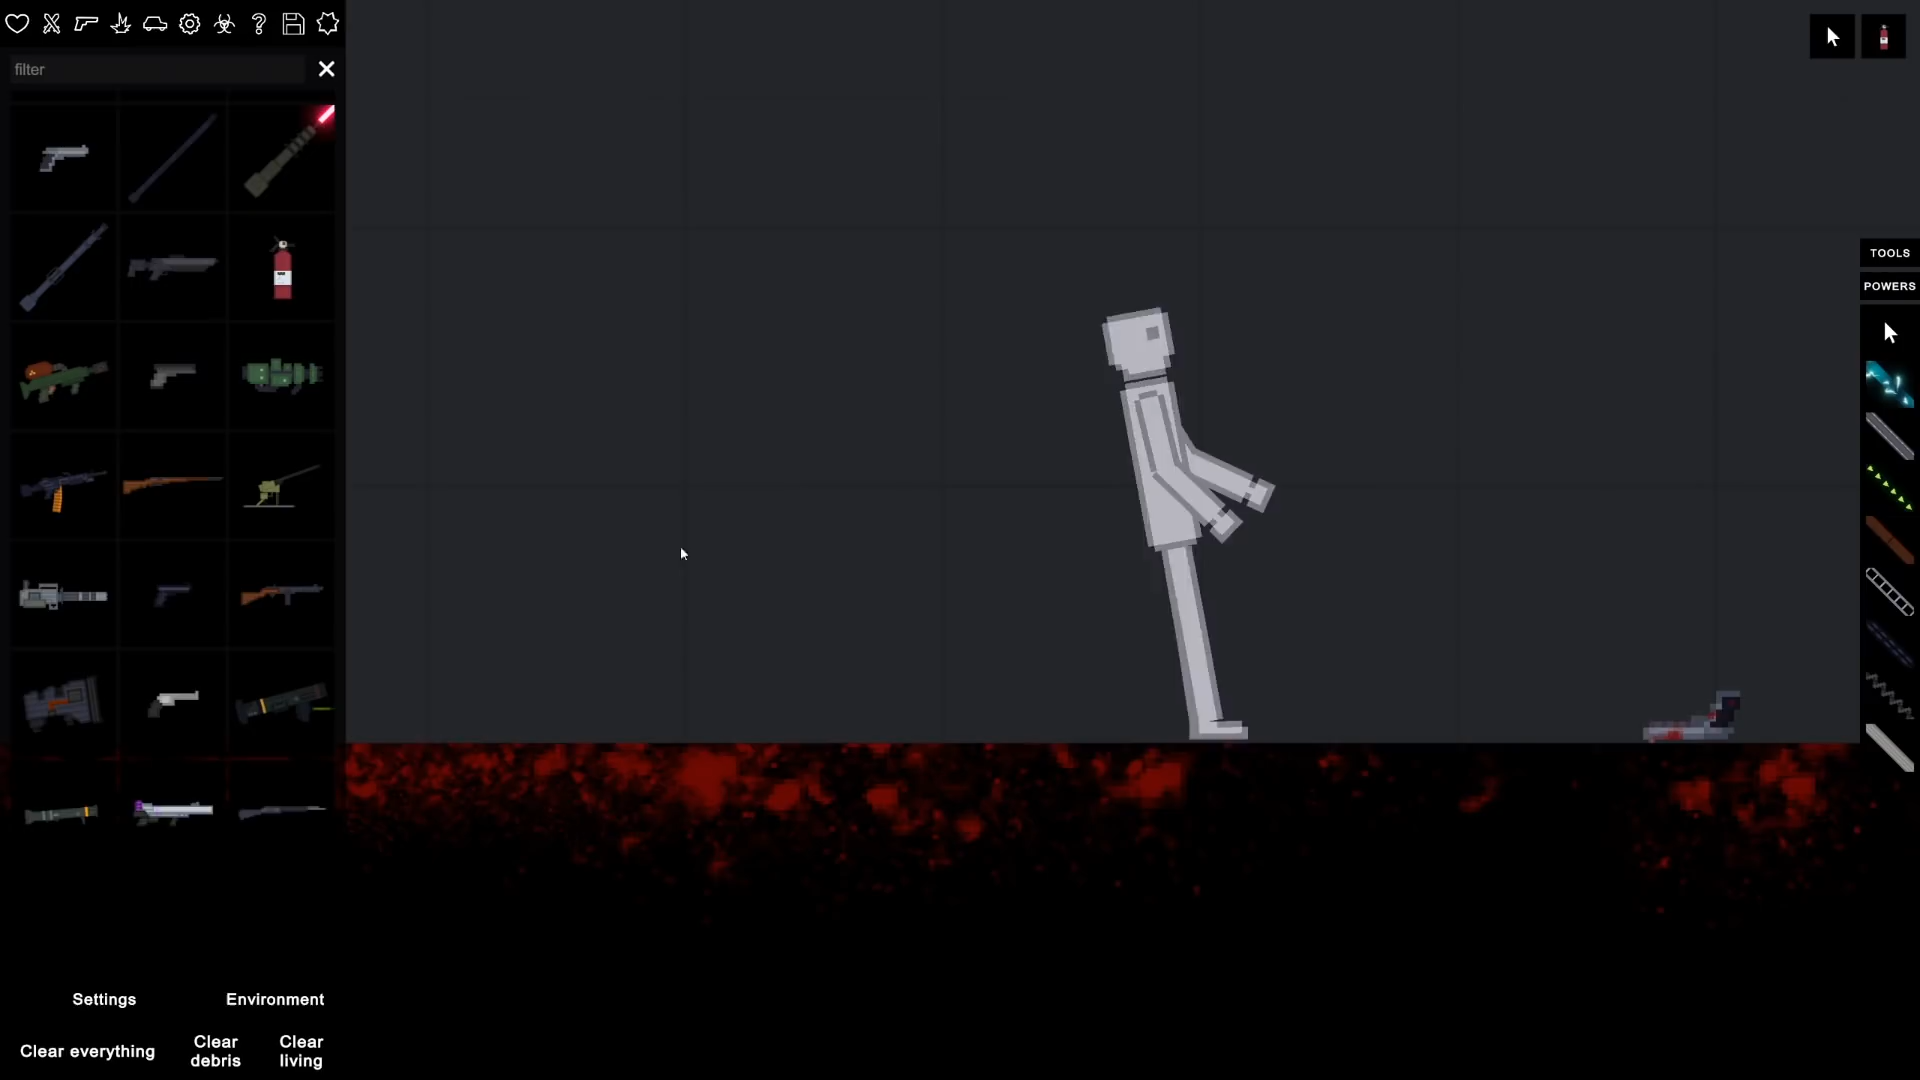 filter
TOOLS
POWERS
Settings
Environment
Clear everything
Clear
debris
Clear
living